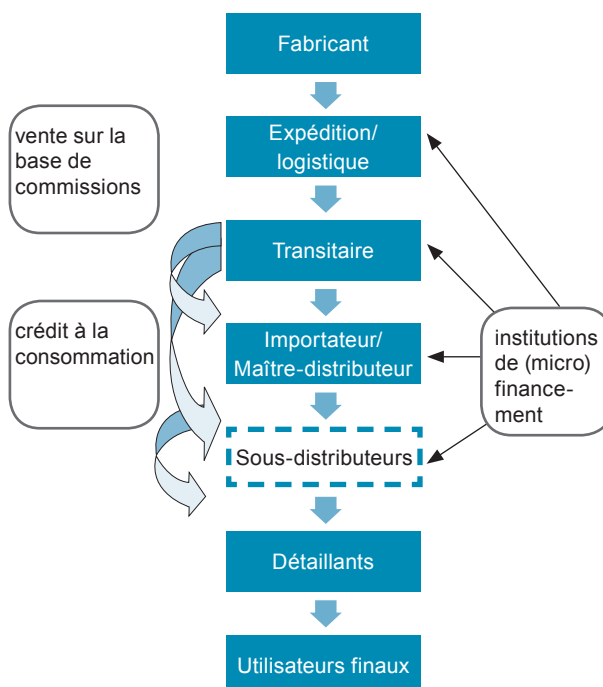 Fabricant
Expédition/
logistique
vente sur la
base de
commissions
Transitaire
Importateur/
Maître-distributeur
crédit à la
consommation
institutions
de (micro)
finance-
ment
Sous-distributeurs
Détaillants
Utilisateurs finaux